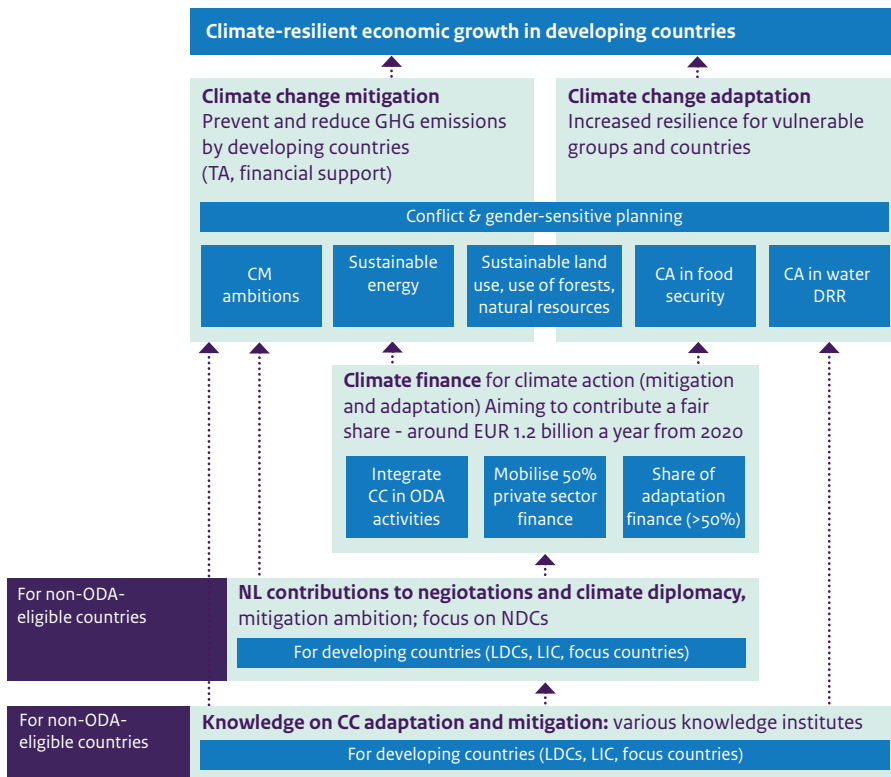 Climate-resilient economic growth in developing countries
Climate change mitigation
Prevent and reduce GHG emissions
by developing countries
(TA, financial support)
Climate change adaptation
Increased resilience for vulnerable
groups and countries
Conflict & gender-sensitive planning
CM
ambitions
Sustainable
energy
Sustainable land
use, use of forests,
natural resources
CA in food
security
CA in water
DRR
Climate finance for climate action (mitigation
and adaptation) Aiming to contribute a fair
share - around EUR 1.2 billion a year from 2020
Integrate
CC in ODA
activities
Mobilise 50%
private sector
finance
Share of
adaptation
finance (>50%)
For non-ODA-
eligible countries
NL contributions to negiotations and climate diplomacy,
mitigation ambition; focus on NDCs
For developing countries (LDCs, LIC, focus countries)
For non-ODA-
eligible countries
Knowledge on CC adaptation and mitigation: various knowledge institutes
For developing countries (LDCs, LIC, focus countries)